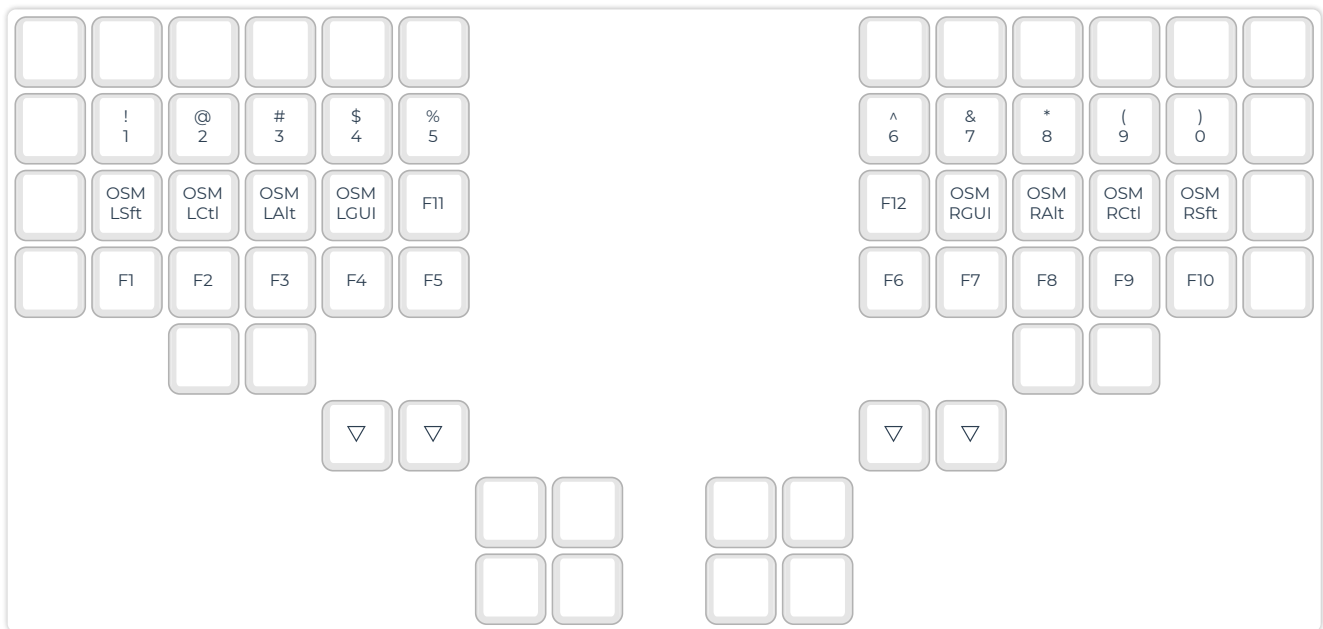 ! @ # $ % ^ & * ( )
1 2 3 4 5 6 7 8 9 0
OSM OSM OSM OSM F11 F12 OSM OSM OSM OSM
LSft LCtl LAlt LGUI RGUI RAlt RCtl RSft
F1 F2 F3 F4 F5 F6 F7 F8 F9 F10
▽ ▽ ▽ ▽